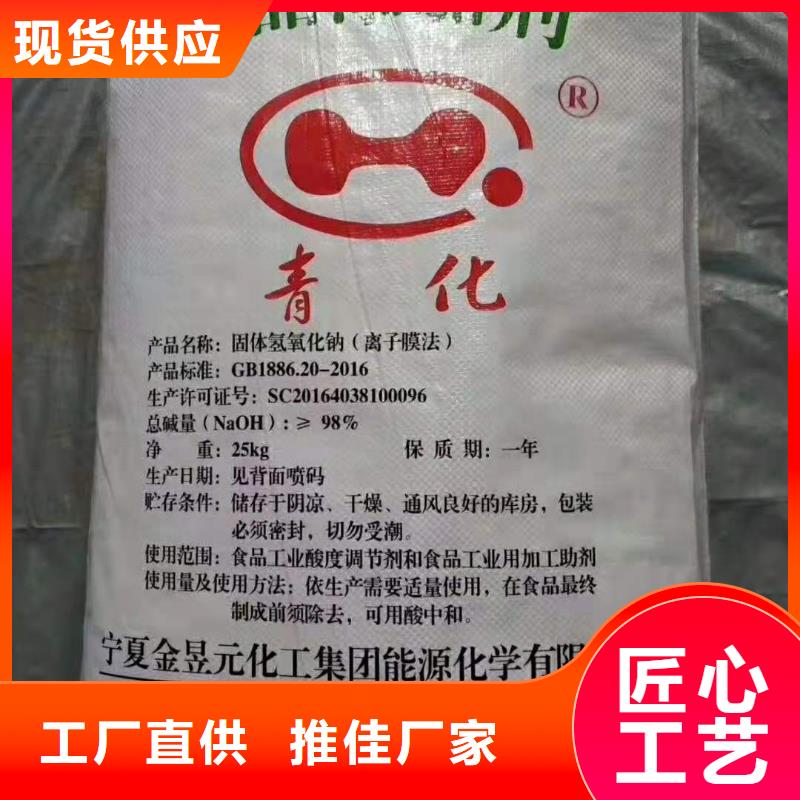 现货供应
®
青化
产品名称：固体氢氧化钠（离子膜法）
产品标准：GB1886.20-2016
生产许可证号：SC20164038100096
总碱量（NaOH）：≥ 98%
净 重：25kg 保 质 期：一年
生产日期：见背面喷码
贮存条件：储存于阴凉、干燥、通风良好的库房，包装
必须密封，切勿受潮。
使用范围：食品工业酸度调节剂和食品工业用加工助剂
使用量及使用方法：依生产需要适量使用，在食品最终
制成前须除去，可用酸中和。
宁夏金昱元化工集团能源化学有限
工厂直供 推佳厂家
匠心
工艺